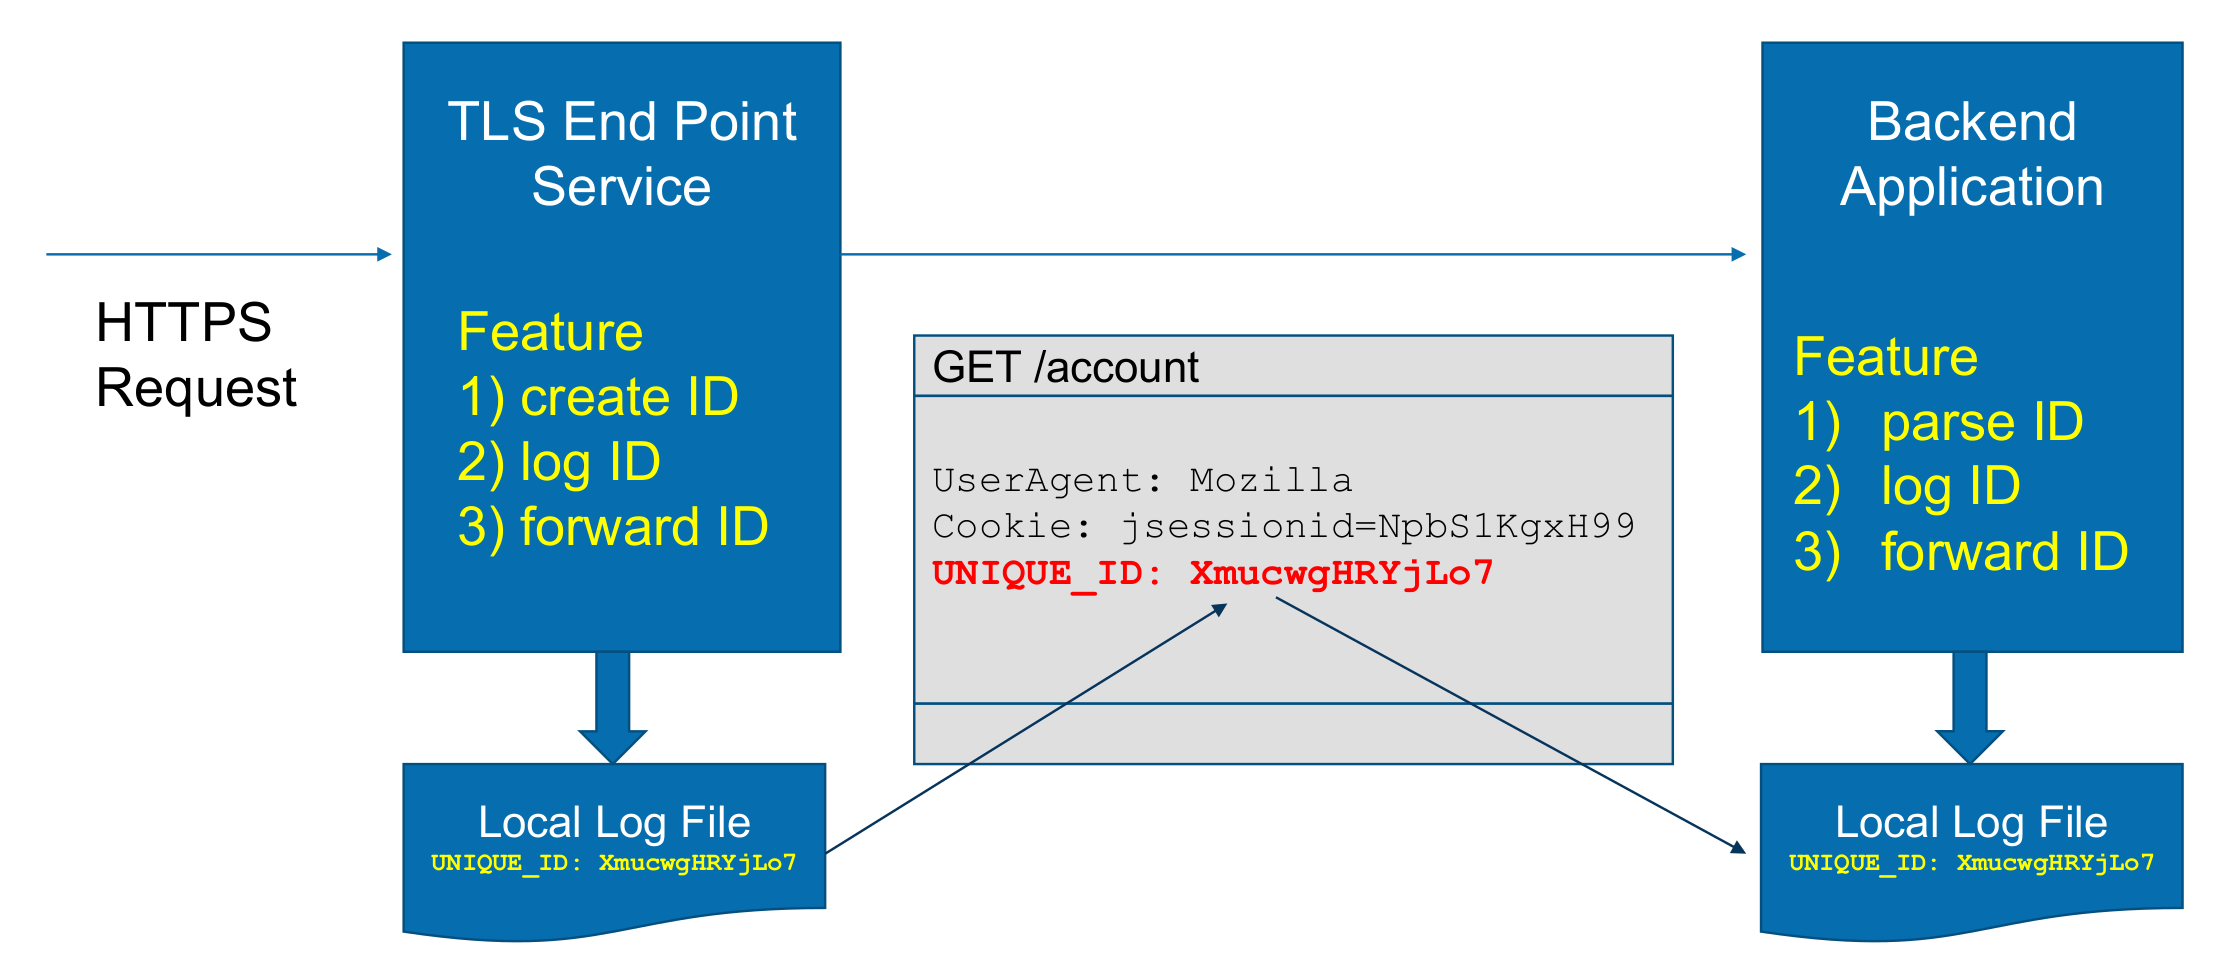 HTTPS
Request
TLS End Point
Service
Feature
1) create ID
2) log ID
3) forward ID
Local Log File
UNIQUE_ID: XmucwgHRYjLo7
GET /account
UserAgent: Mozilla
Cookie: jsessionid=NpbS1KgxH99
UNIQUE_ID: XmucwgHRYjLo7
Backend
Application
Feature
1) parse ID
2) log ID
3) forward ID
Local Log File
UNIQUE_ID: XmucwgHRYjLo7